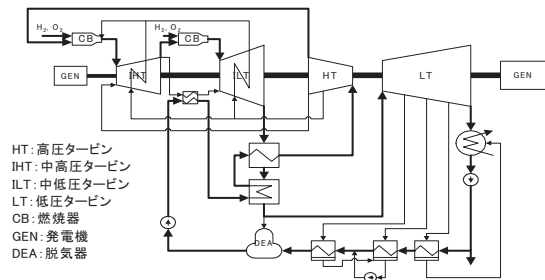 H₂, O₂
CB
H₂, O₂
CB
GEN
IHT
ILT
HT
LT
GEN
HT:高圧タービン
IHT:中高圧タービン
ILT:中低圧タービン
LT:低圧タービン
CB:燃焼器
GEN:発電機
DEA:脱気器
DEA